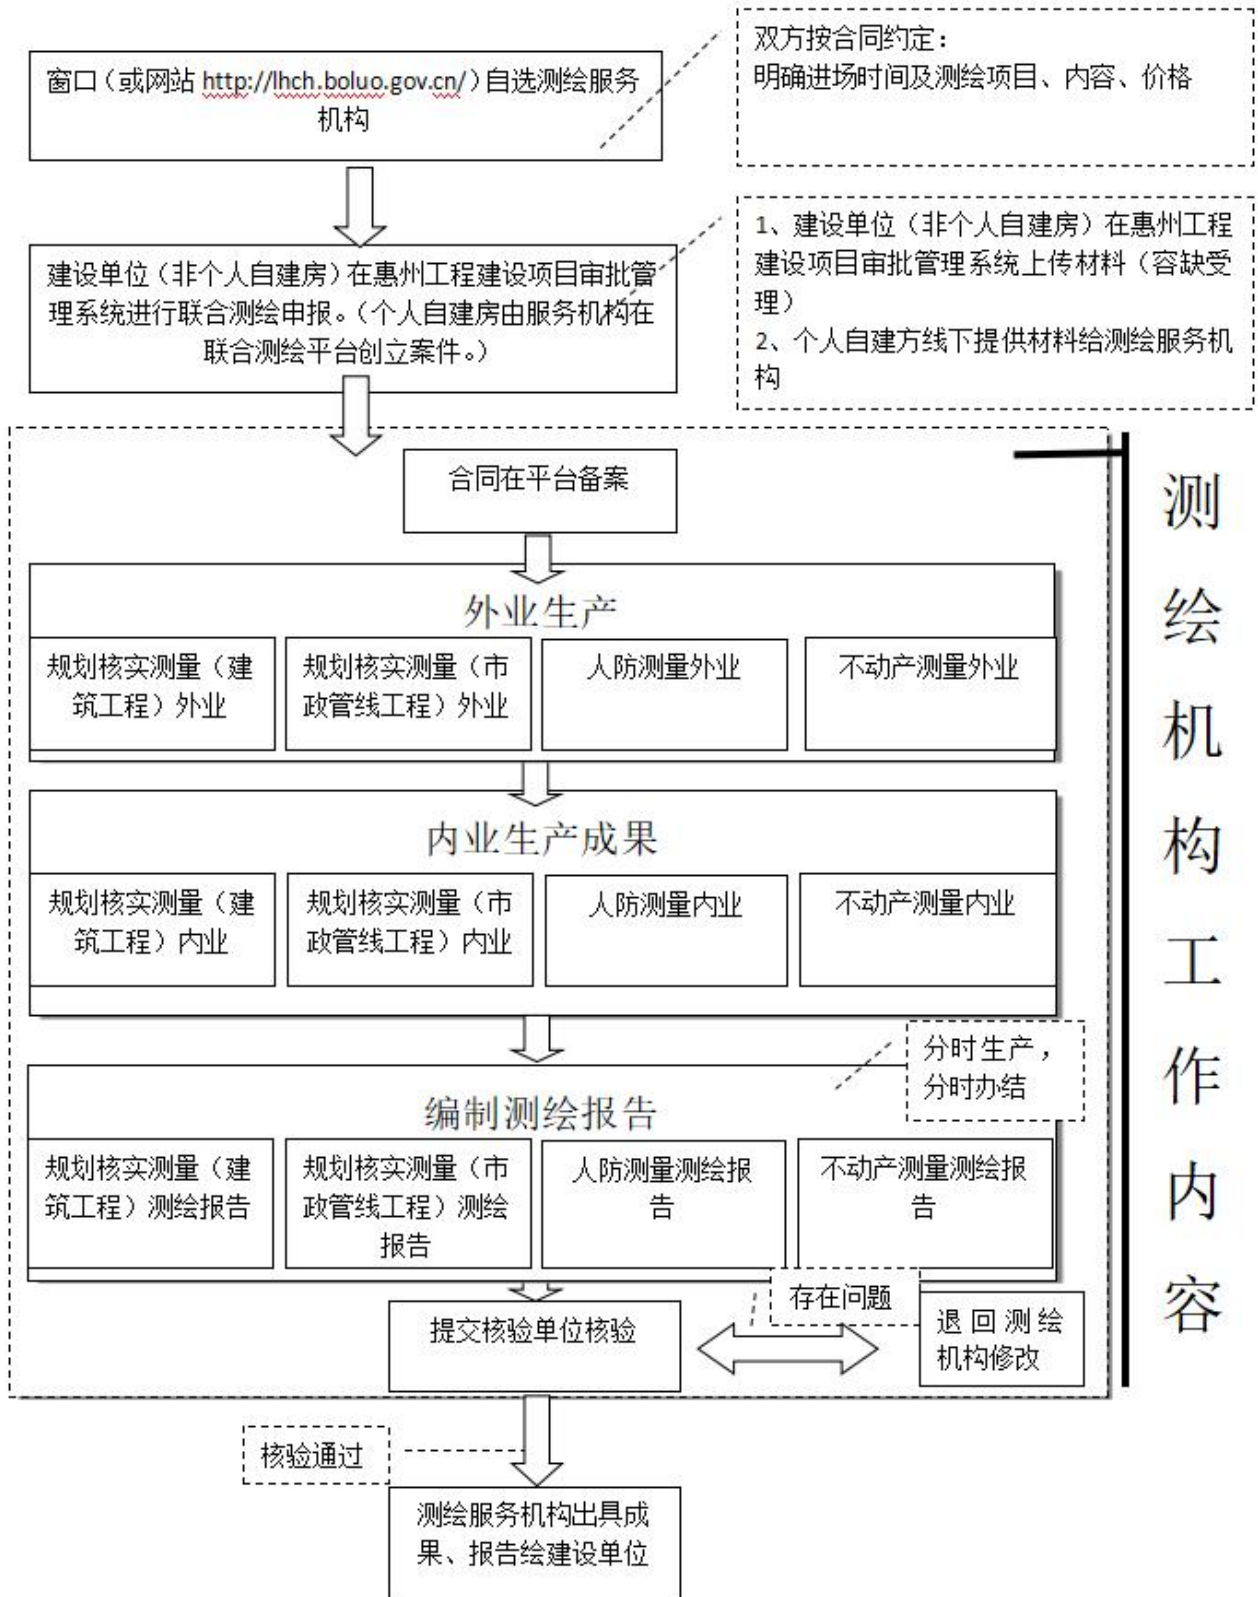 窗口（或网站 http://lhch.boluo.gov.cn/）自选测绘服务
机构
双方按合同约定：
明确进场时间及测绘项目、内容、价格
建设单位（非个人自建房）在惠州工程建设项目审批管
理系统进行联合测绘申报。（个人自建房由服务机构在
联合测绘平台创立案件。）
1、建设单位（非个人自建房）在惠州工程
建设项目审批管理系统上传材料（容缺受
理）
2、个人自建方线下提供材料给测绘服务机
构
测绘机构工作内容
合同在平台备案
外业生产
规划核实测量（建
筑工程）外业
规划核实测量（市
政管线工程）外业
人防测量外业
不动产测量外业
内业生产成果
规划核实测量（建
筑工程）内业
规划核实测量（市
政管线工程）内业
人防测量内业
不动产测量内业
分时生产，
分时办结
编制测绘报告
规划核实测量（建
筑工程）测绘报告
规划核实测量（市
政管线工程）测绘
报告
人防测量测绘报
告
不动产测量测绘报
告
提交核验单位核验
存在问题
退回测绘
机构修改
核验通过
测绘服务机构出具成
果、报告绘建设单位